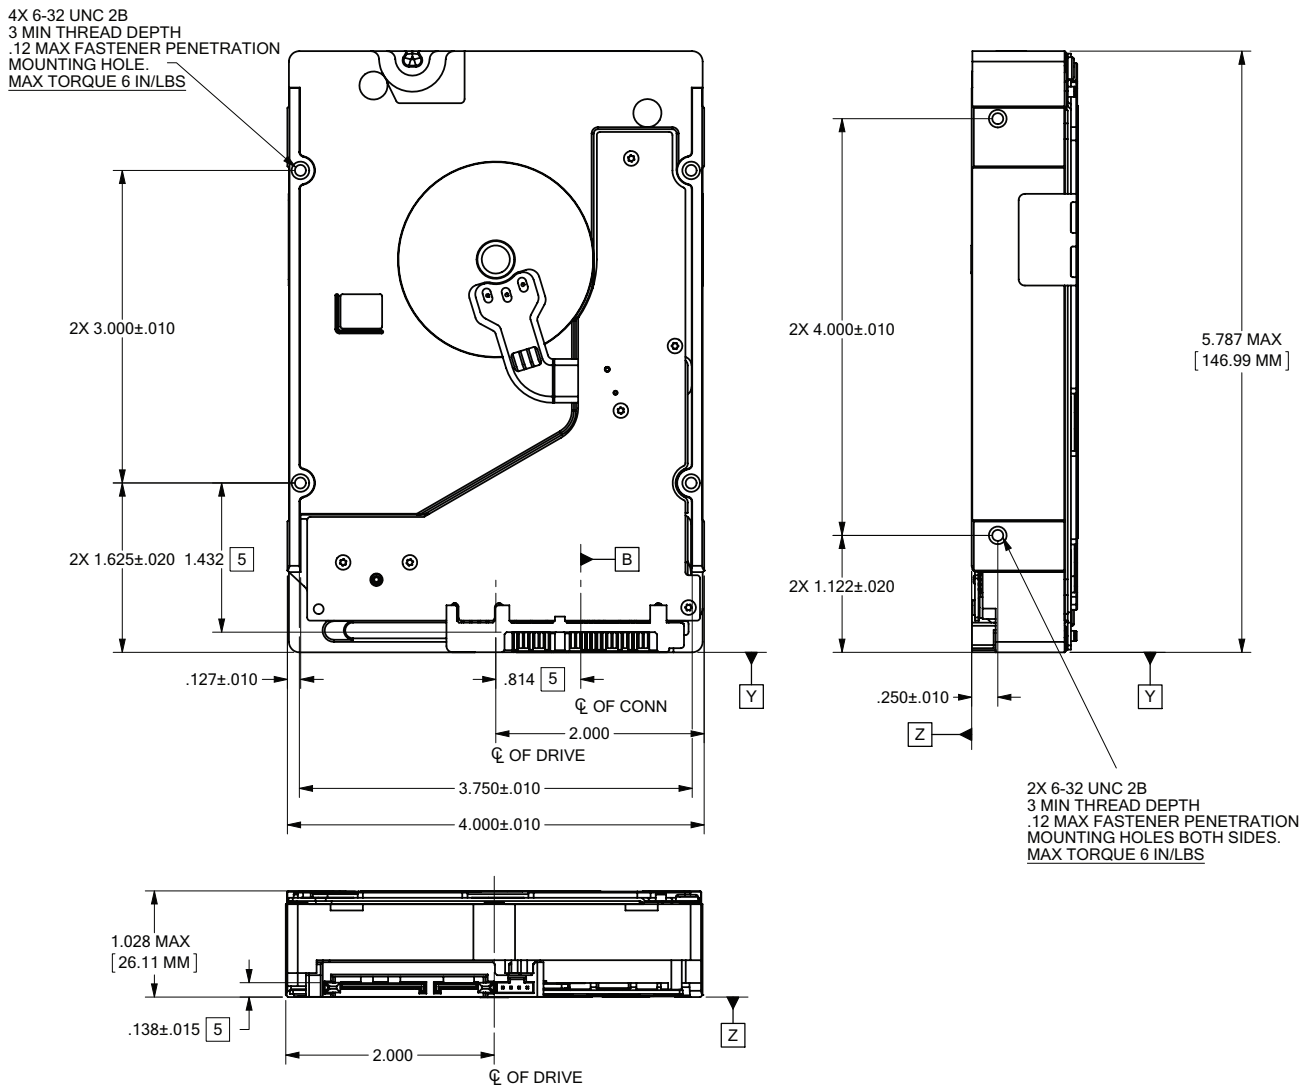 4X 6-32 UNC 2B
3 MIN THREAD DEPTH
.12 MAX FASTENER PENETRATION
MOUNTING HOLE.
MAX TORQUE 6 IN/LBS
2X 3.000±.010
2X 4.000±.010
5.787 MAX
[146.99 MM]
2X 1.625±.020 1.432 5
B
2X 1.122±.020
.127±.010
.814 5
Y
℄ OF CONN
2.000
℄ OF DRIVE
.250±.010
Y
Z
3.750±.010
4.000±.010
2X 6-32 UNC 2B
3 MIN THREAD DEPTH
.12 MAX FASTENER PENETRATION
MOUNTING HOLES BOTH SIDES.
MAX TORQUE 6 IN/LBS
1.028 MAX
[26.11 MM]
.138±.015 5
Z
2.000
℄ OF DRIVE